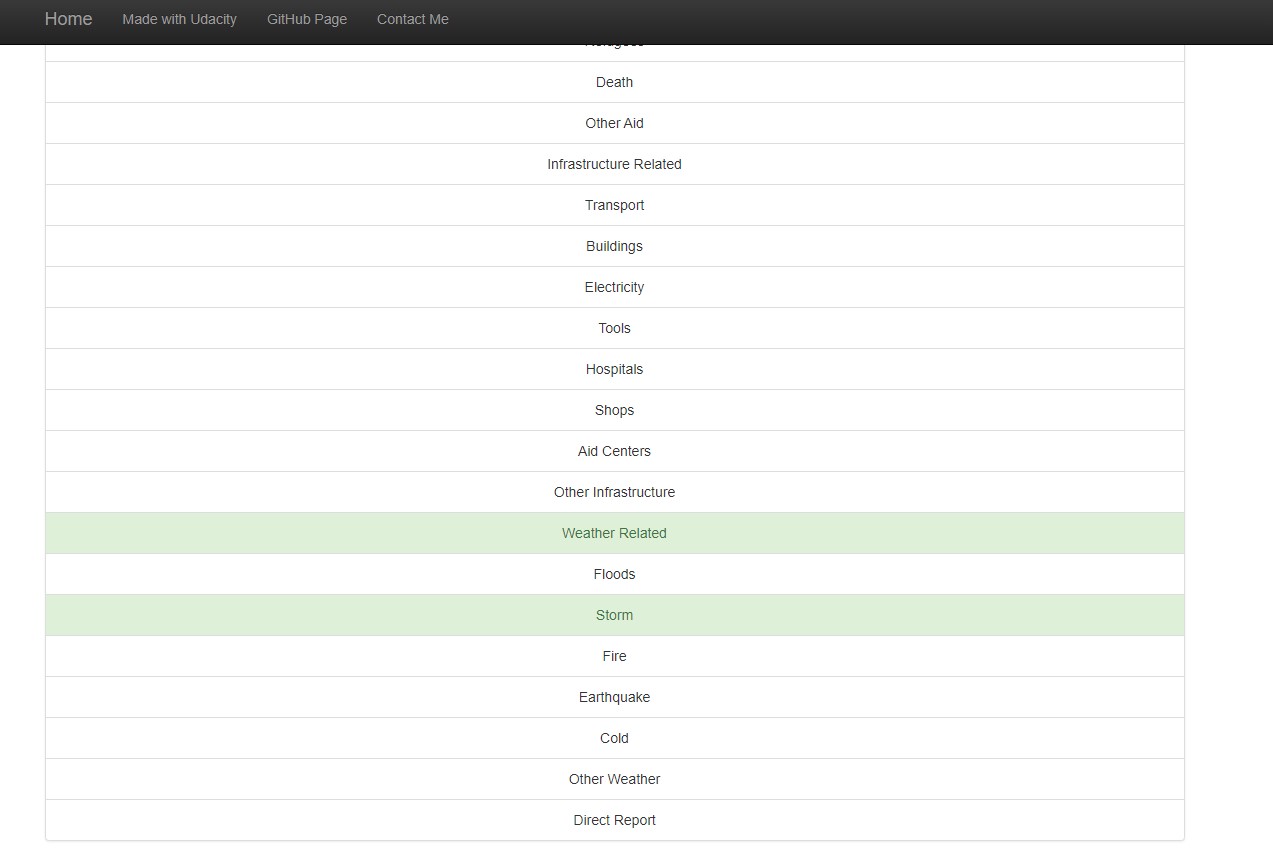 Home Made with Udacity GitHub Page Contact Me
Death
Other Aid
Infrastructure Related
Transport
Buildings
Electricity
Tools
Hospitals
Shops
Aid Centers
Other Infrastructure
Weather Related
Floods
Storm
Fire
Earthquake
Cold
Other Weather
Direct Report